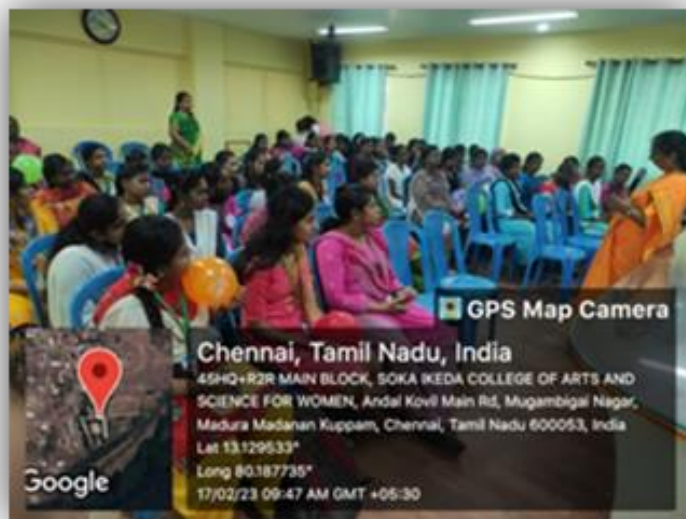 GPS Map Camera
Chennai, Tamil Nadu, India
45HQ+R2R MAIN BLOCK, SOKA IKEDA COLLEGE OF ARTS AND
SCIENCE FOR WOMEN, Andal Kovil Main Rd, Mugambigai Nagar,
Madura Madanan Kuppam, Chennai, Tamil Nadu 600053, India
Lat 13.129533°
Long 80.187735°
17/02/23 09:47 AM GMT +05:30
Google